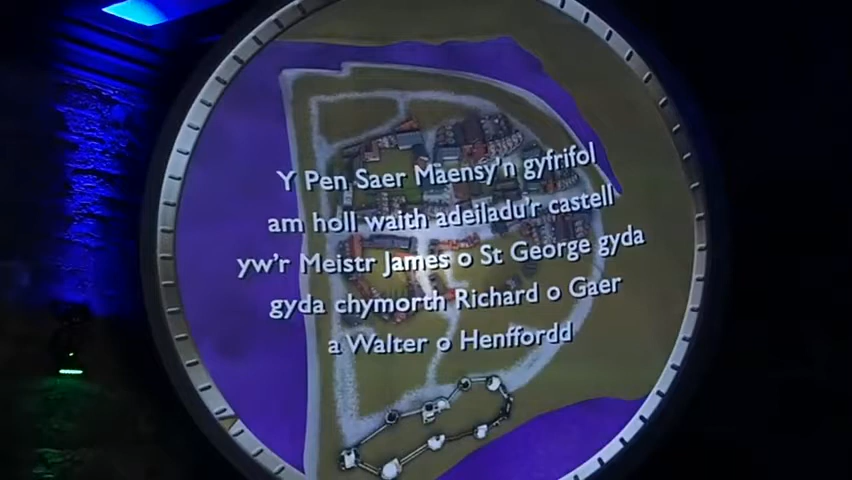 Y Pen Saer Maensy'n gyfrifol
am holl waith adeiladu'r castell
yw'r Meistr James o St George gyda
gyda chymorth Richard o Gaer
a Walter o Henffordd